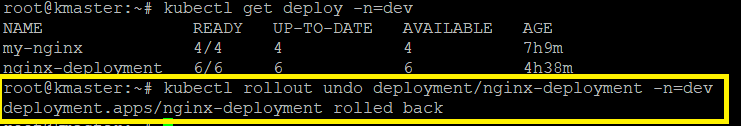 root@kmaster:~# kubectl get deploy -n=dev
NAME READY UP-TO-DATE AVAILABLE AGE
my-nginx 4/4 4 4 7h9m
nginx-deployment 6/6 6 6 4h38m
root@kmaster:~# kubectl rollout undo deployment/nginx-deployment -n=dev
deployment.apps/nginx-deployment rolled back